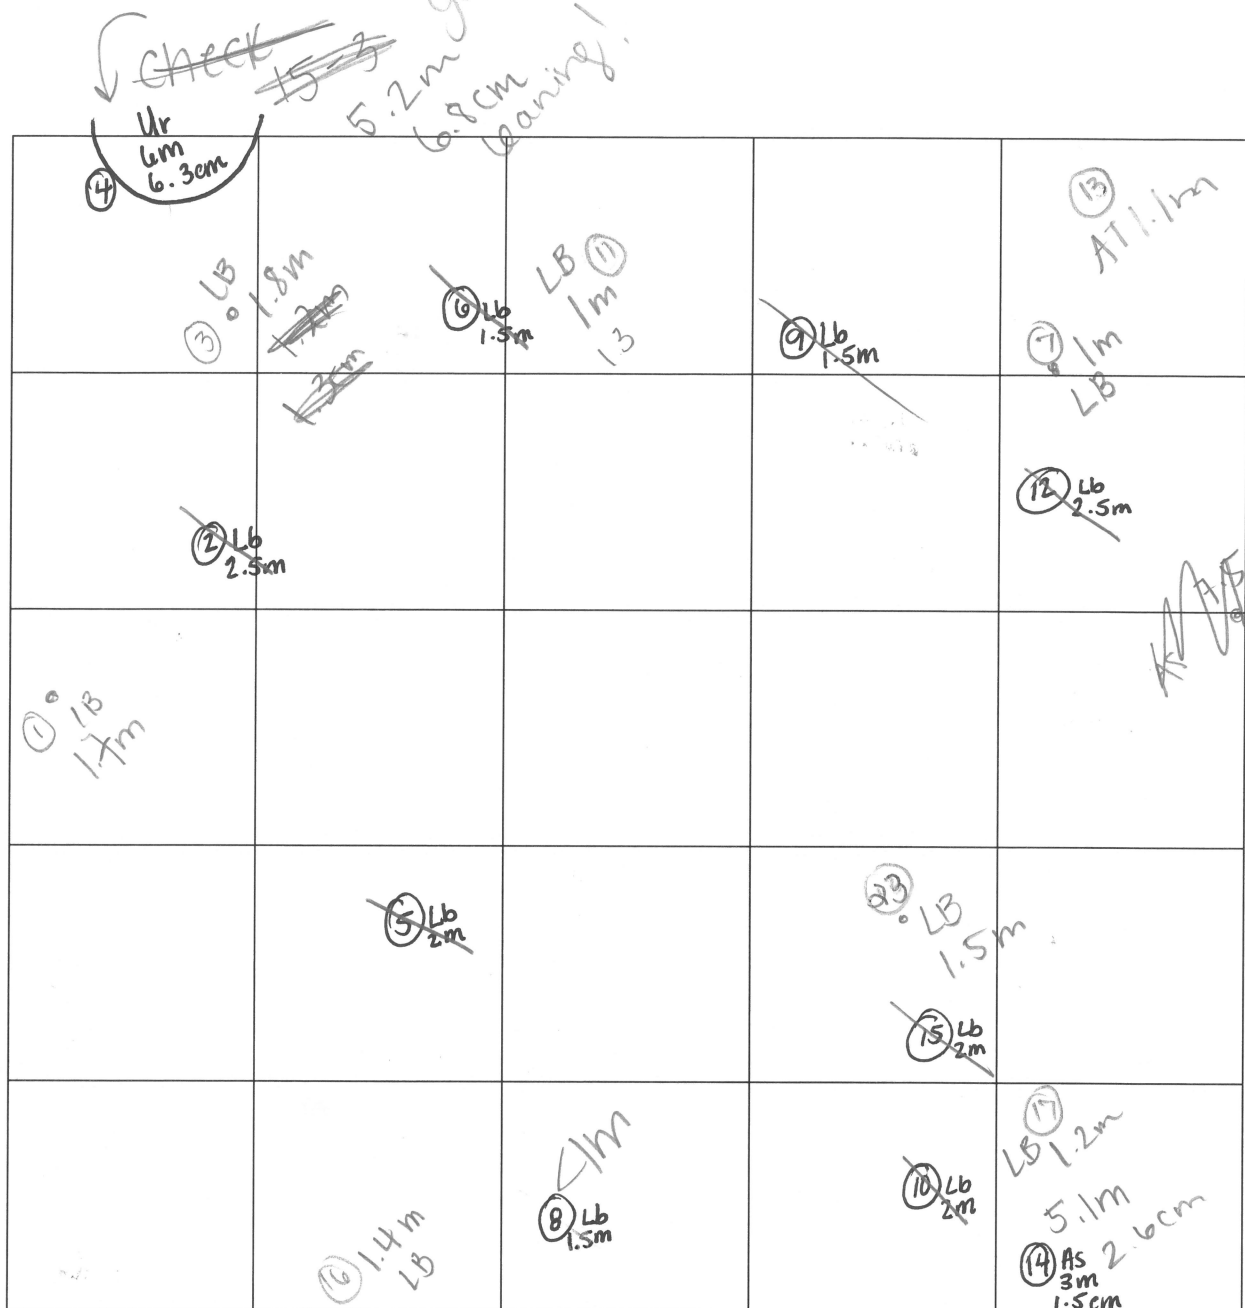 check
15-3
5.2m
6.8cm
leaning!
Ur
6m
6.3cm
4
13
AT 1.1m
LB
1.8m
3
6 Lb
1.5m
LB 11
1m
13
9 Lb
1.5m
7 1m
LB
12 Lb
2.5m
2 Lb
2.5m
As
1 LB
5 Lb
2m
23 LB
1.5m
15 Lb
2m
17
LB 1.2m
<1m
8 Lb
1.5m
10 Lb
2m
5.1m
2.6cm
16 1.4m
LB
14 As
3m
1.5cm